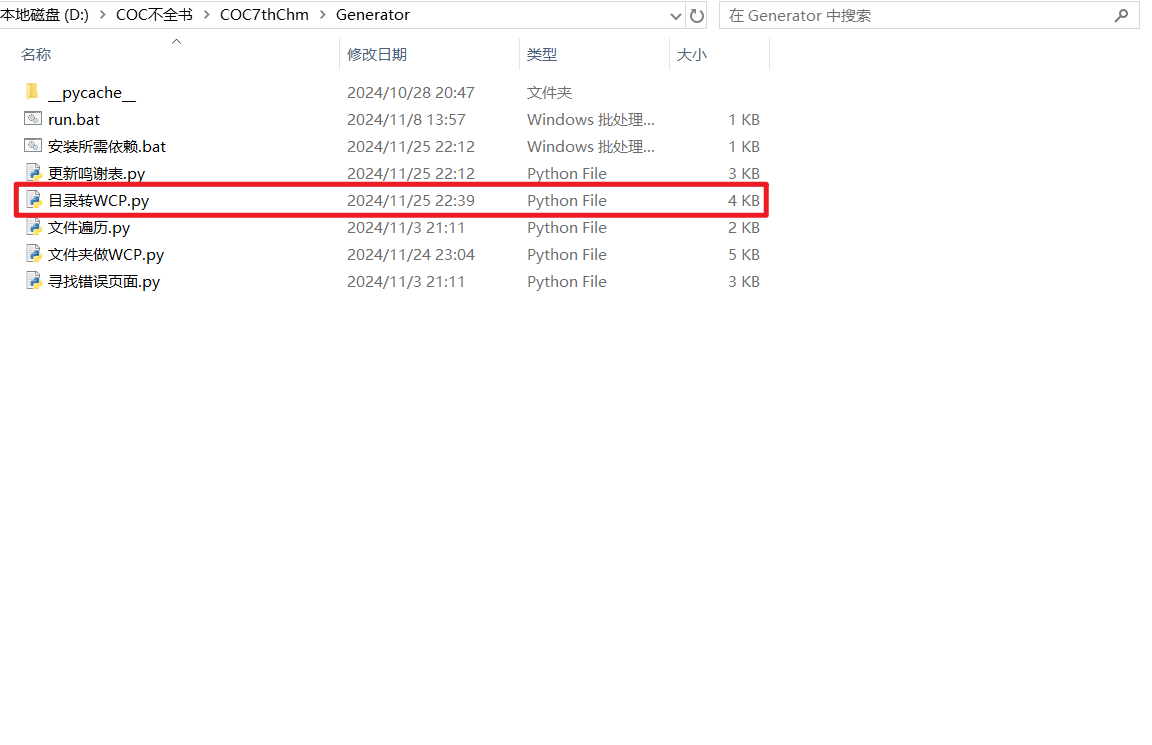 本地磁盘 (D:) > COC不全书 > COC7thChm > Generator 在 Generator 中搜索
名称 修改日期 类型 大小
__pycache__ 2024/10/28 20:47 文件夹
run.bat 2024/11/8 13:57 Windows 批处理... 1 KB
安装所需依赖.bat 2024/11/25 22:12 Windows 批处理... 1 KB
更新鸣谢表.py 2024/11/25 22:12 Python File 3 KB
目录转WCP.py 2024/11/25 22:39 Python File 4 KB
文件遍历.py 2024/11/3 21:11 Python File 2 KB
文件夹做WCP.py 2024/11/24 23:04 Python File 5 KB
寻找错误页面.py 2024/11/3 21:11 Python File 3 KB